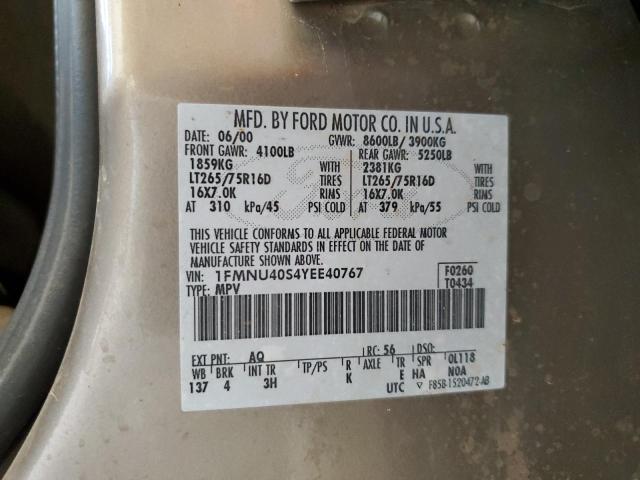 MFD. BY FORD MOTOR CO. IN U.S.A.
DATE: 06/00 GVWR: 8600LB/ 3900KG
FRONT GAWR: 4100LB REAR GAWR: 5250LB
1859KG WITH 2381KG WITH
LT265/75R16D TIRES LT265/75R16D TIRES
16X7.0K RIMS 16X7.0K RIMS
AT 310 kPa/45 PSI COLD AT 379 kPa/55 PSI COLD
THIS VEHICLE CONFORMS TO ALL APPLICABLE FEDERAL MOTOR
VEHICLE SAFETY STANDARDS IN EFFECT ON THE DATE OF
MANUFACTURE SHOWN ABOVE.
VIN: 1FMNU40S4YEE40767 F0260
TYPE: MPV T0434
EXT PNT: AQ RC: 56 DSO:
WB BRK INT TR TP/PS R AXLE TR SPR OL118
137 4 3H K E HA NOA
UTC F85B-1520472-AB